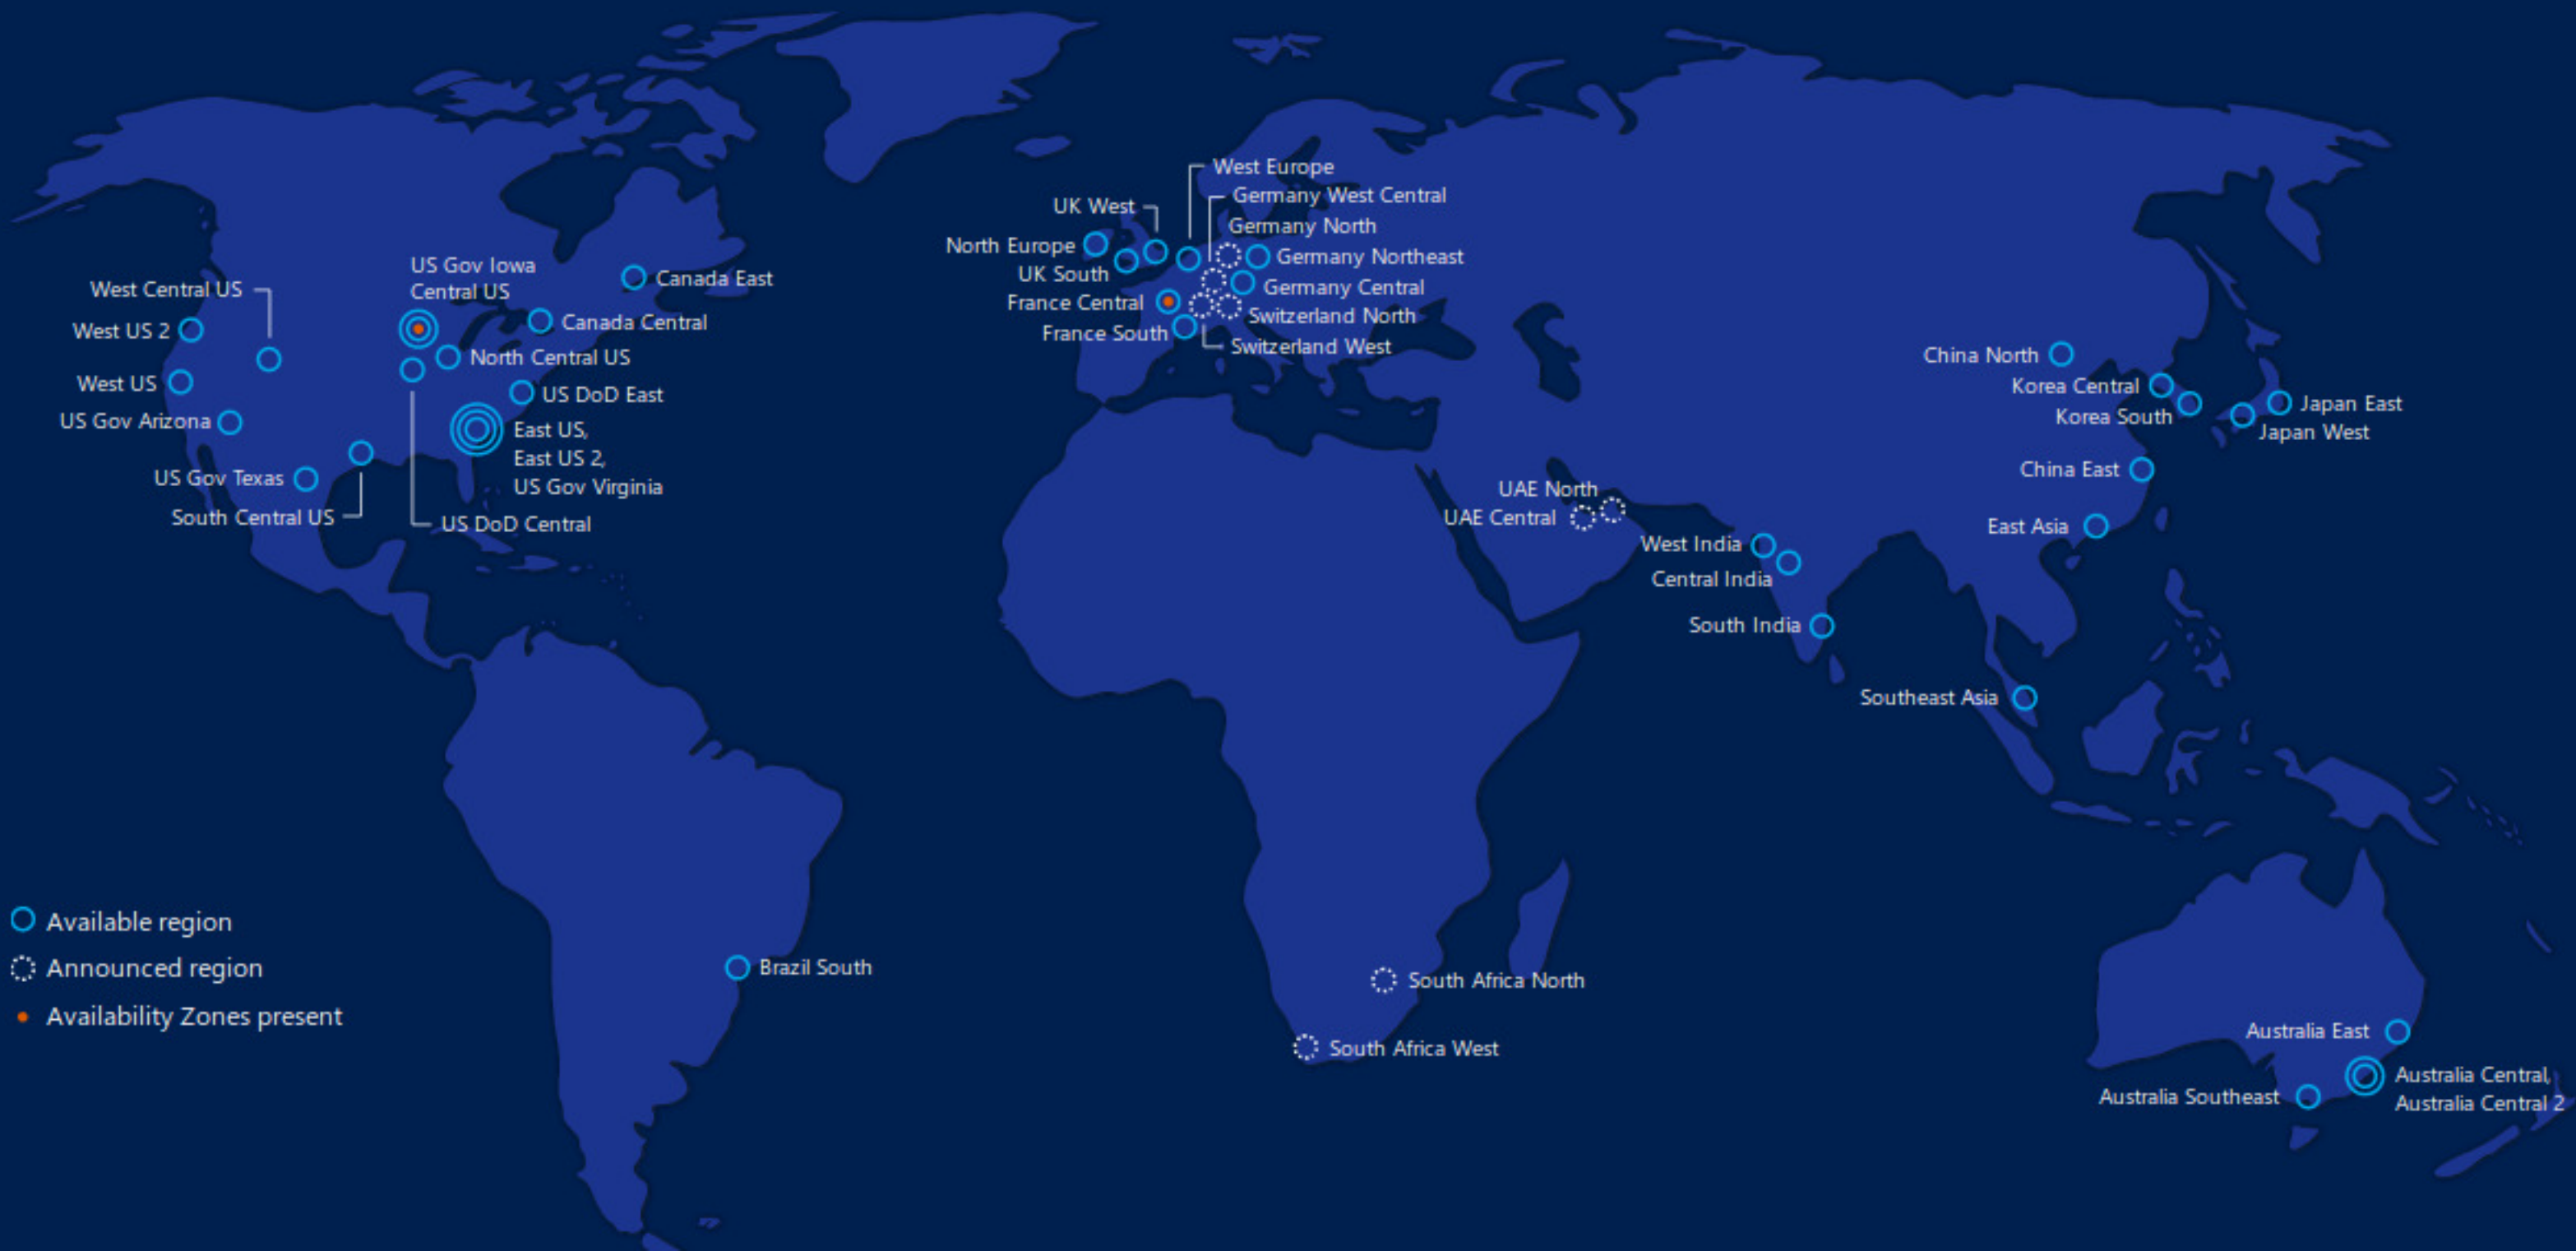 West Central US
West US 2
West US
US Gov Arizona
US Gov Texas
South Central US
US Gov Iowa
Central US
Canada East
Canada Central
North Central US
US DoD East
East US,
East US 2,
US Gov Virginia
US DoD Central
Brazil South
West Europe
Germany West Central
UK West
Germany North
North Europe
Germany Northeast
UK South
Germany Central
France Central
Switzerland North
France South
Switzerland West
UAE North
UAE Central
South Africa North
South Africa West
West India
Central India
South India
China North
Korea Central
Korea South
Japan East
Japan West
China East
East Asia
Southeast Asia
Australia East
Australia Central,
Australia Central 2
Australia Southeast
Available region
Announced region
Availability Zones present